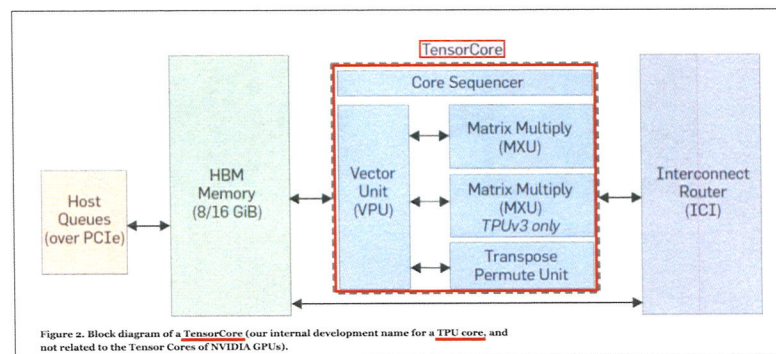 TensorCore
Core Sequencer
Host
Queues
(over PCIe)
HBM
Memory
(8/16 GiB)
Vector
Unit
(VPU)
Matrix Multiply
(MXU)
Matrix Multiply
(MXU)
TPUv3 only
Transpose
Permute Unit
Interconnect
Router
(ICI)
Figure 2. Block diagram of a TensorCore (our internal development name for a TPU core, and
not related to the Tensor Cores of NVIDIA GPUs).